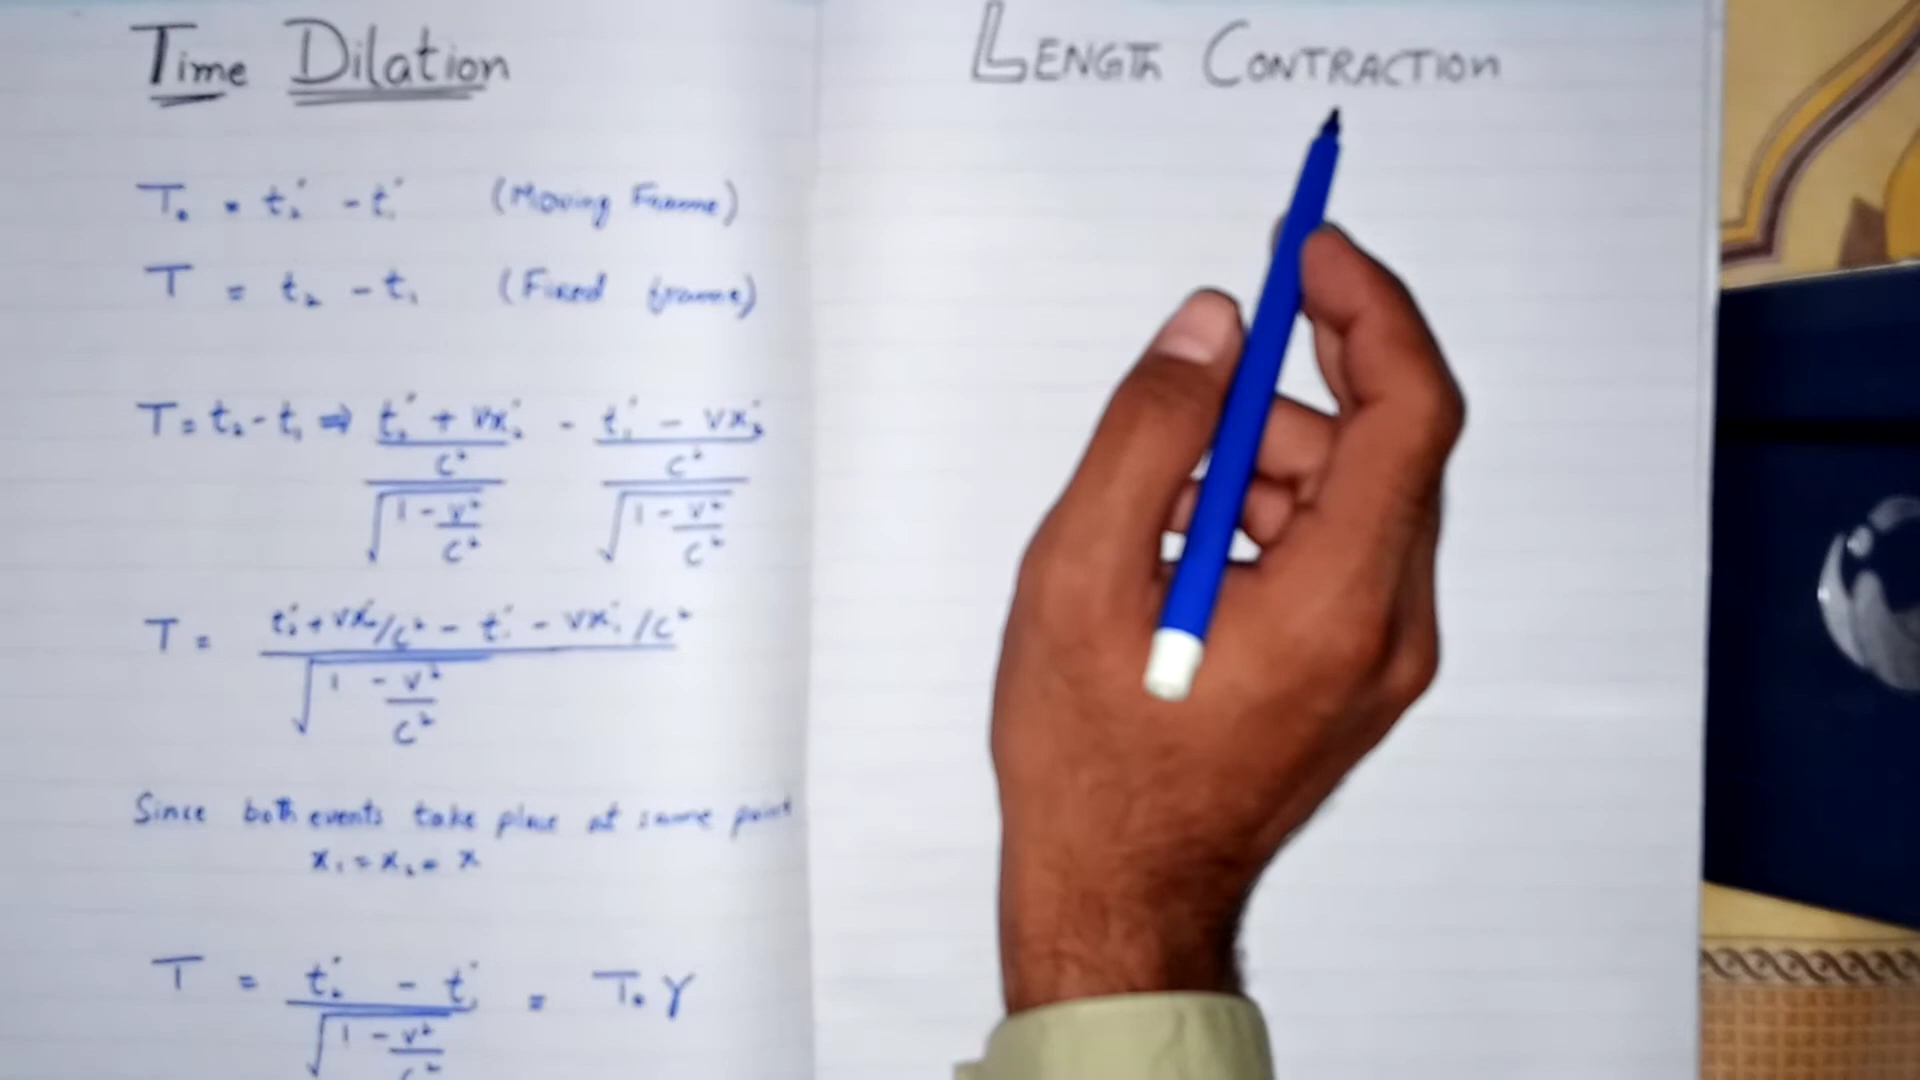 Time Dilation
T₀ = t₂' - t₁' (Moving Frame)
T = t₂ - t₁ (Fixed frame)
T = t₂ - t₁ ⇒ (t₂' + vx₂'/c²)/√(1 - v²/c²) - (t₁' - vx₂'/c²)/√(1 - v²/c²)
T = (t₂' + vx₂'/c² - t₁' - vx₁'/c²)/√(1 - v²/c²)
Since both events take place at same point
x₁ = x₂ = x
T = (t₂' - t₁')/√(1 - v²/c²) = T₀ γ
LENGTH CONTRACTION